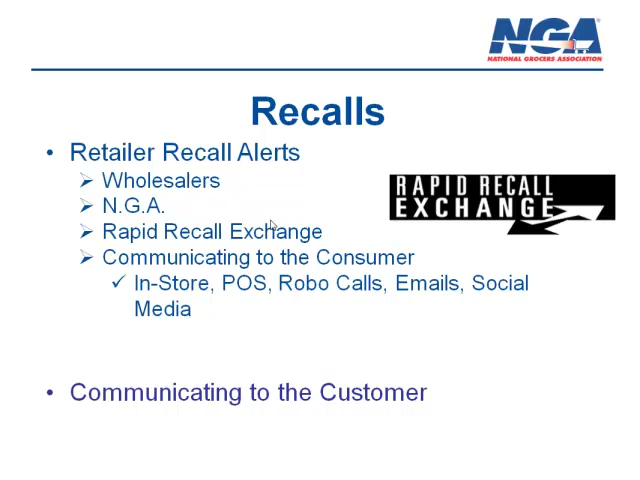 NGA
NATIONAL GROCERS ASSOCIATION
Recalls
• Retailer Recall Alerts
➢ Wholesalers
➢ N.G.A.
➢ Rapid Recall Exchange
➢ Communicating to the Consumer
✓ In-Store, POS, Robo Calls, Emails, Social
Media
RAPID RECALL
EXCHANGE
• Communicating to the Customer